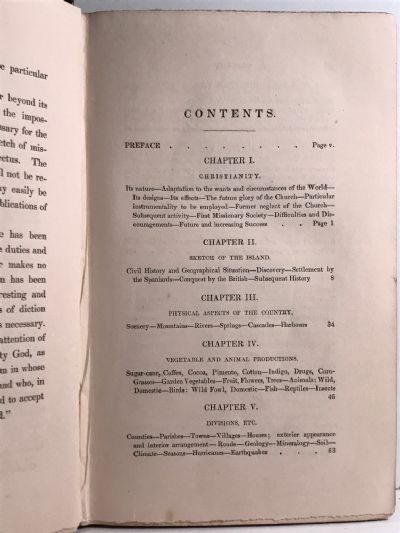 e particular
r beyond its
the impos-
ssary for the
etch of mis-
etus. The
l not be re-
ay easily be
blications of
e has been
e duties and
r makes no
n has been
resting and
s of diction
s necessary.
attention of
ty God, as
m in whose
and who, in
d to accept
l."
CONTENTS.
PREFACE . . . . . . . . Page v.
CHAPTER I.
CHRISTIANITY.
Its nature—Adaptation to the wants and circumstances of the World—
Its designs—Its effects—The future glory of the Church—Particular
instrumentality to be employed—Former neglect of the Church—
Subsequent activity—First Missionary Society—Difficulties and Dis-
couragements—Future and increasing Success . . Page 1
CHAPTER II.
SKETCH OF THE ISLAND.
Civil History and Geographical Situation—Discovery—Settlement by
the Spaniards—Conquest by the British—Subsequent History 8
CHAPTER III.
PHYSICAL ASPECTS OF THE COUNTRY.
Scenery—Mountains—Rivers—Springs—Cascades—Harbours 34
CHAPTER IV.
VEGETABLE AND ANIMAL PRODUCTIONS.
Sugar-cane, Coffee, Cocoa, Pimento, Cotton—Indigo, Drugs, Corn—
Grasses—Garden Vegetables—Fruit, Flowers, Trees—Animals: Wild,
Domestic—Birds: Wild Fowl, Domestic—Fish—Reptiles—Insects
46
CHAPTER V.
DIVISIONS, ETC.
Counties—Parishes—Towns—Villages—Houses; exterior appearance
and interior arrangement—Roads—Geology—Mineralogy—Soil—
Climate—Seasons—Hurricanes—Earthquakes . . . 63